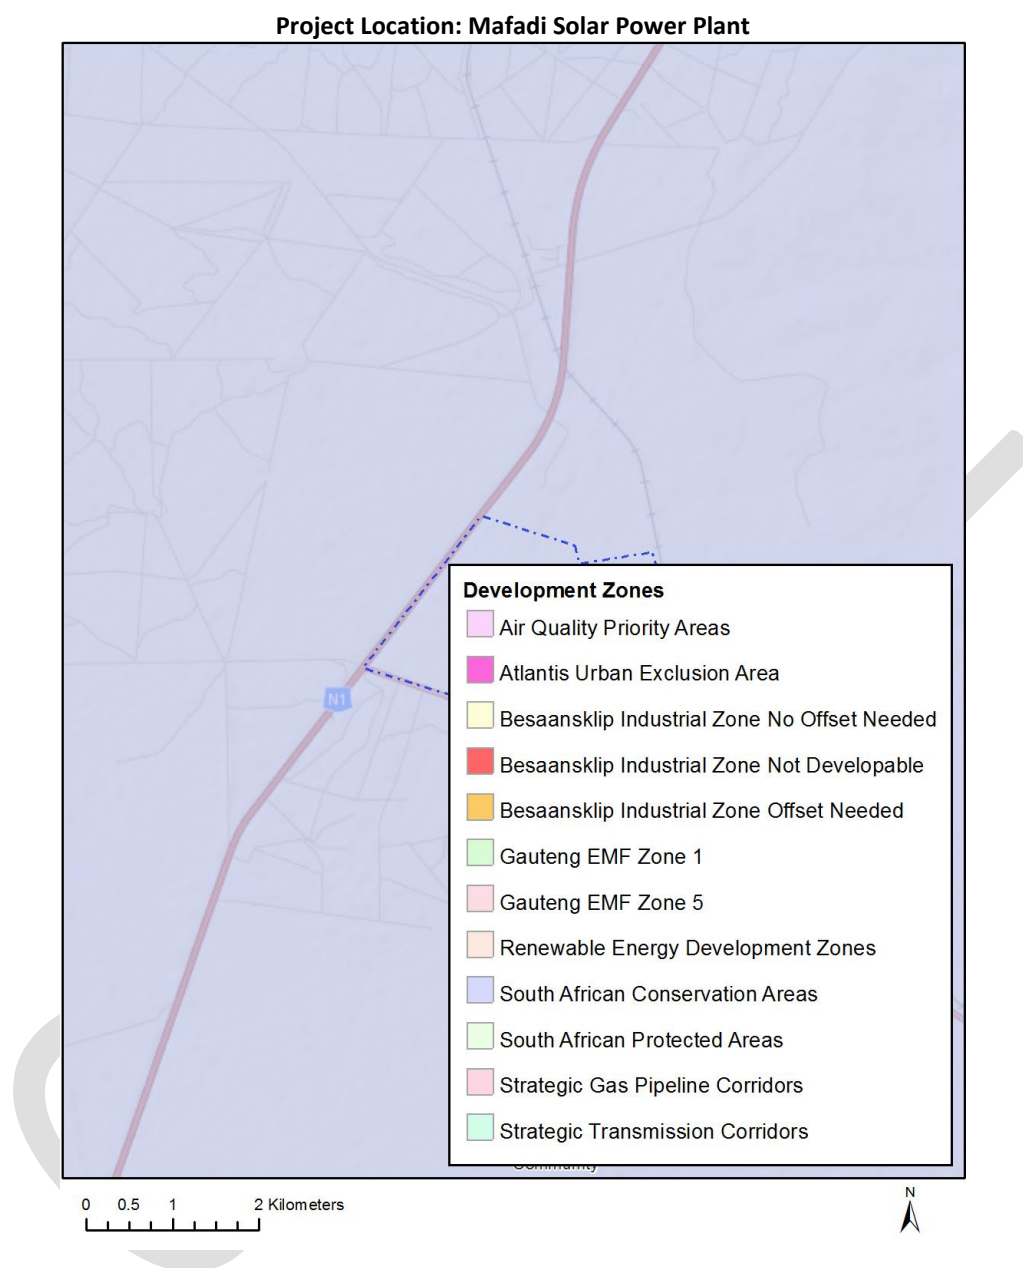 Project Location: Mafadi Solar Power Plant
N1
Development Zones
Air Quality Priority Areas
Atlantis Urban Exclusion Area
Besaansklip Industrial Zone No Offset Needed
Besaansklip Industrial Zone Not Developable
Besaansklip Industrial Zone Offset Needed
Gauteng EMF Zone 1
Gauteng EMF Zone 5
Renewable Energy Development Zones
South African Conservation Areas
South African Protected Areas
Strategic Gas Pipeline Corridors
Strategic Transmission Corridors
Community
0 0.5 1 2 Kilometers
N